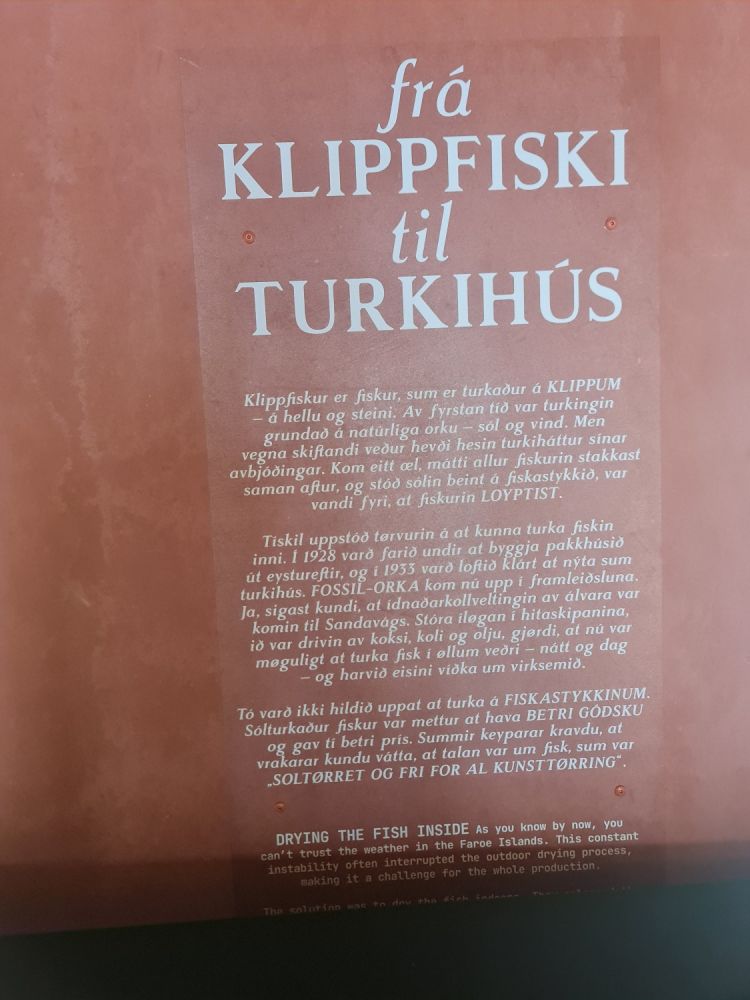 frá
KLIPPFISKI
til
TURKIHÚS
Klippfiskur er fiskur, sum er turkaður á KLIPPUM
– á hellu og steini. Av fyrstan tíð var turkingin
grundað á natúrliga orku – sól og vind. Men
vegna skiftandi veður hevði hesin turkiháttur sínar
avbjóðingar. Kom eitt æl, mátti allur fiskurin stakkast
saman aftur, og stóð sólin beint á fiskastykkið, var
vandi fyri, at fiskurin LOYPTIST.
Tískil uppstóð tørvurin á at kunna turka fiskin
inni. Í 1928 varð farið undir at byggja pakkhúsið
út eystureftir, og í 1933 varð loftið klárt at nýta sum
turkihús. FOSSIL-ORKA kom nú upp í framleiðsluna.
Ja, sigast kundi, at ídnaðarkollveltingin av álvara var
komin til Sandavágs. Stóra íløgan í hitaskipanina,
ið var drivin av koksi, koli og olju, gjørdi, at nú var
møguligt at turka fisk í øllum veðri – nátt og dag
– og harvið eisini víðka um virksemið.
Tó varð ikki hildið uppat at turka á FISKASTYKKINUM.
Sólturkaður fiskur var mettur at hava BETRI GÓÐSKU
og gav tí betri prís. Summir keyparar kravdu, at
vrakarar kundu vátta, at talan var um fisk, sum var
„SOLTØRRET OG FRI FOR AL KUNSTTØRRING“.
DRYING THE FISH INSIDE As you know by now, you
can't trust the weather in the Faroe Islands. This constant
instability often interrupted the outdoor drying process,
making it a challenge for the whole production.
The solution was to dry the fish indoors. They